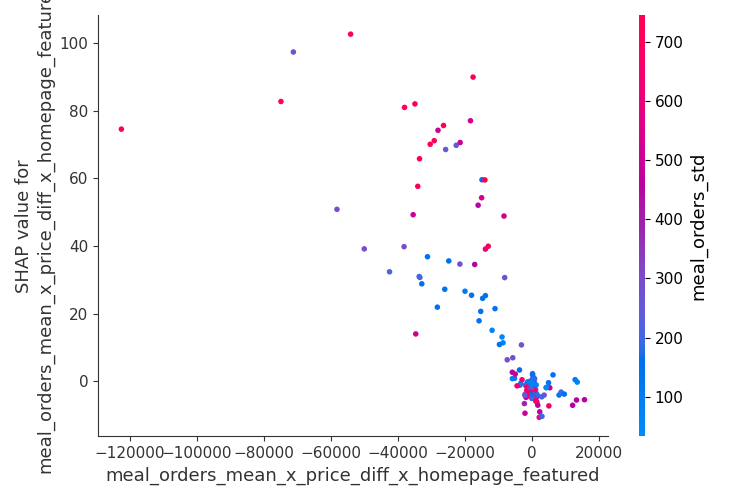 SHAP value for
meal_orders_mean_x_price_diff_x_homepage_feature
100
80
60
40
20
0
−120000 −100000 −80000 −60000 −40000 −20000 0 20000
meal_orders_mean_x_price_diff_x_homepage_featured
700
600
500
400
300
200
100
meal_orders_std